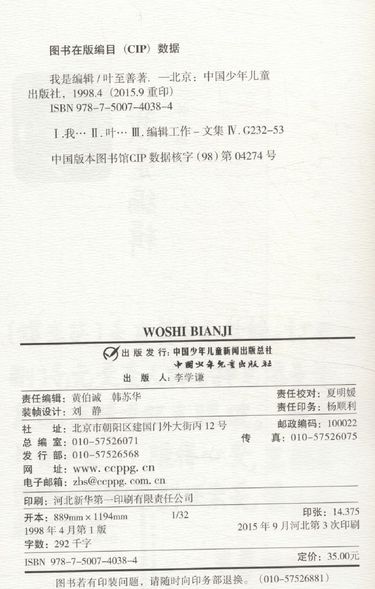 图书在版编目（CIP）数据
我是编辑/叶至善著. —北京：中国少年儿童
出版社，1998.4（2015.9重印）
ISBN 978-7-5007-4038-4
Ⅰ.我… Ⅱ.叶… Ⅲ.编辑工作-文集 Ⅳ.G232-53
中国版本图书馆CIP数据核字（98）第04274号
WOSHI BIANJI
出版发行：中国少年儿童新闻出版总社
中国少年儿童出版社
出 版 人：李学谦
责任编辑：黄伯诚 韩苏华 责任校对：夏明媛
装帧设计：刘 静 责任印务：杨顺利
社 址：北京市朝阳区建国门外大街丙12号 邮政编码：100022
总 编 室：010-57526071 传 真：010-57526075
发 行 部：010-57526568
网 址：www.ccppg.cn
电子邮箱：zhs@ccppg.com.cn
印刷：河北新华第一印刷有限责任公司
开本：889mm×1194mm 1/32 印张：14.375
1998年4月第1版 2015年9月河北第3次印刷
字数：292千字
ISBN 978-7-5007-4038-4 定价：35.00元
图书若有印装问题，请随时向印务部退换。（010-57526881）